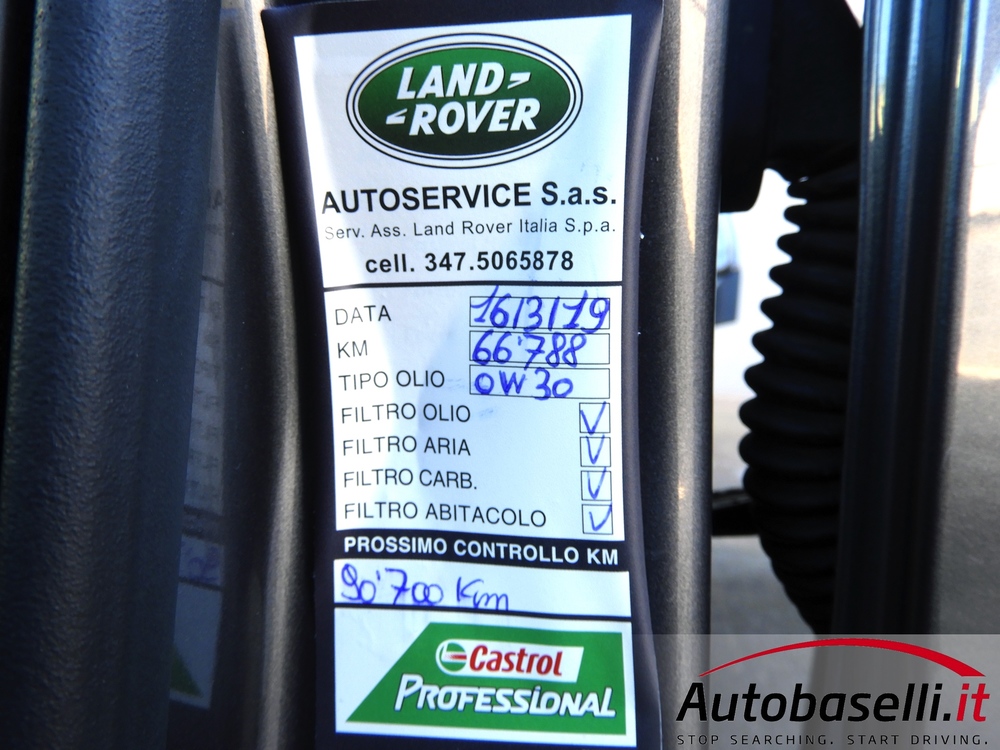 LAND-
-ROVER
AUTOSERVICE S.a.s.
Serv. Ass. Land Rover Italia S.p.a.
cell. 347.5065878
DATA 16/3/19
KM 66'788
TIPO OLIO 0W30
FILTRO OLIO ✓
FILTRO ARIA ✓
FILTRO CARB. ✓
FILTRO ABITACOLO ✓
PROSSIMO CONTROLLO KM
90'700 Km
Castrol
PROFESSIONAL
Autobaselli.it
STOP SEARCHING. START DRIVING.